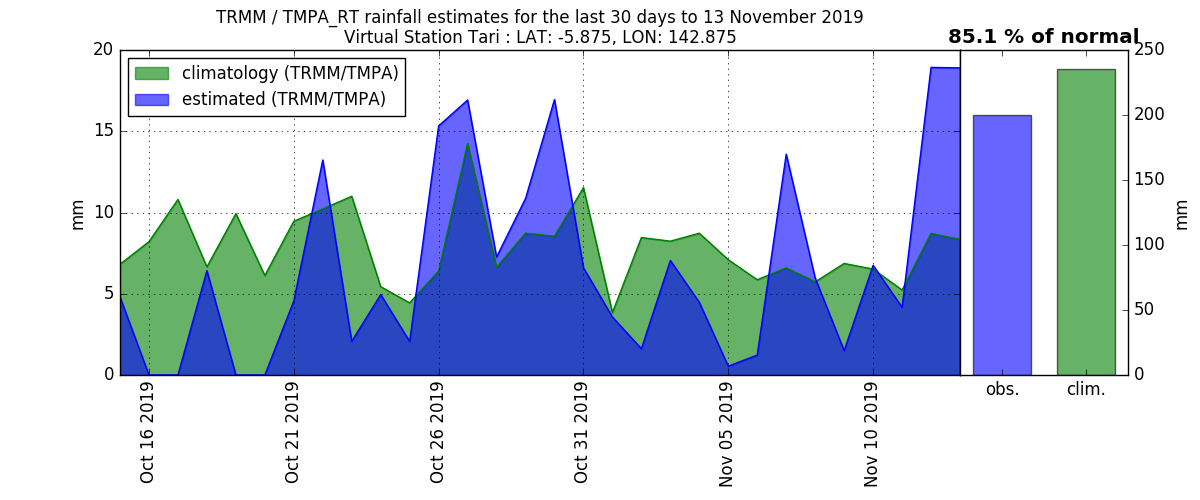 TRMM / TMPA_RT rainfall estimates for the last 30 days to 13 November 2019
Virtual Station Tari : LAT: -5.875, LON: 142.875
85.1 % of normal
climatology (TRMM/TMPA)
estimated (TRMM/TMPA)
mm
20
15
10
5
0
Oct 16 2019
Oct 21 2019
Oct 26 2019
Oct 31 2019
Nov 05 2019
Nov 10 2019
obs.
clim.
250
200
150
100
50
0
mm